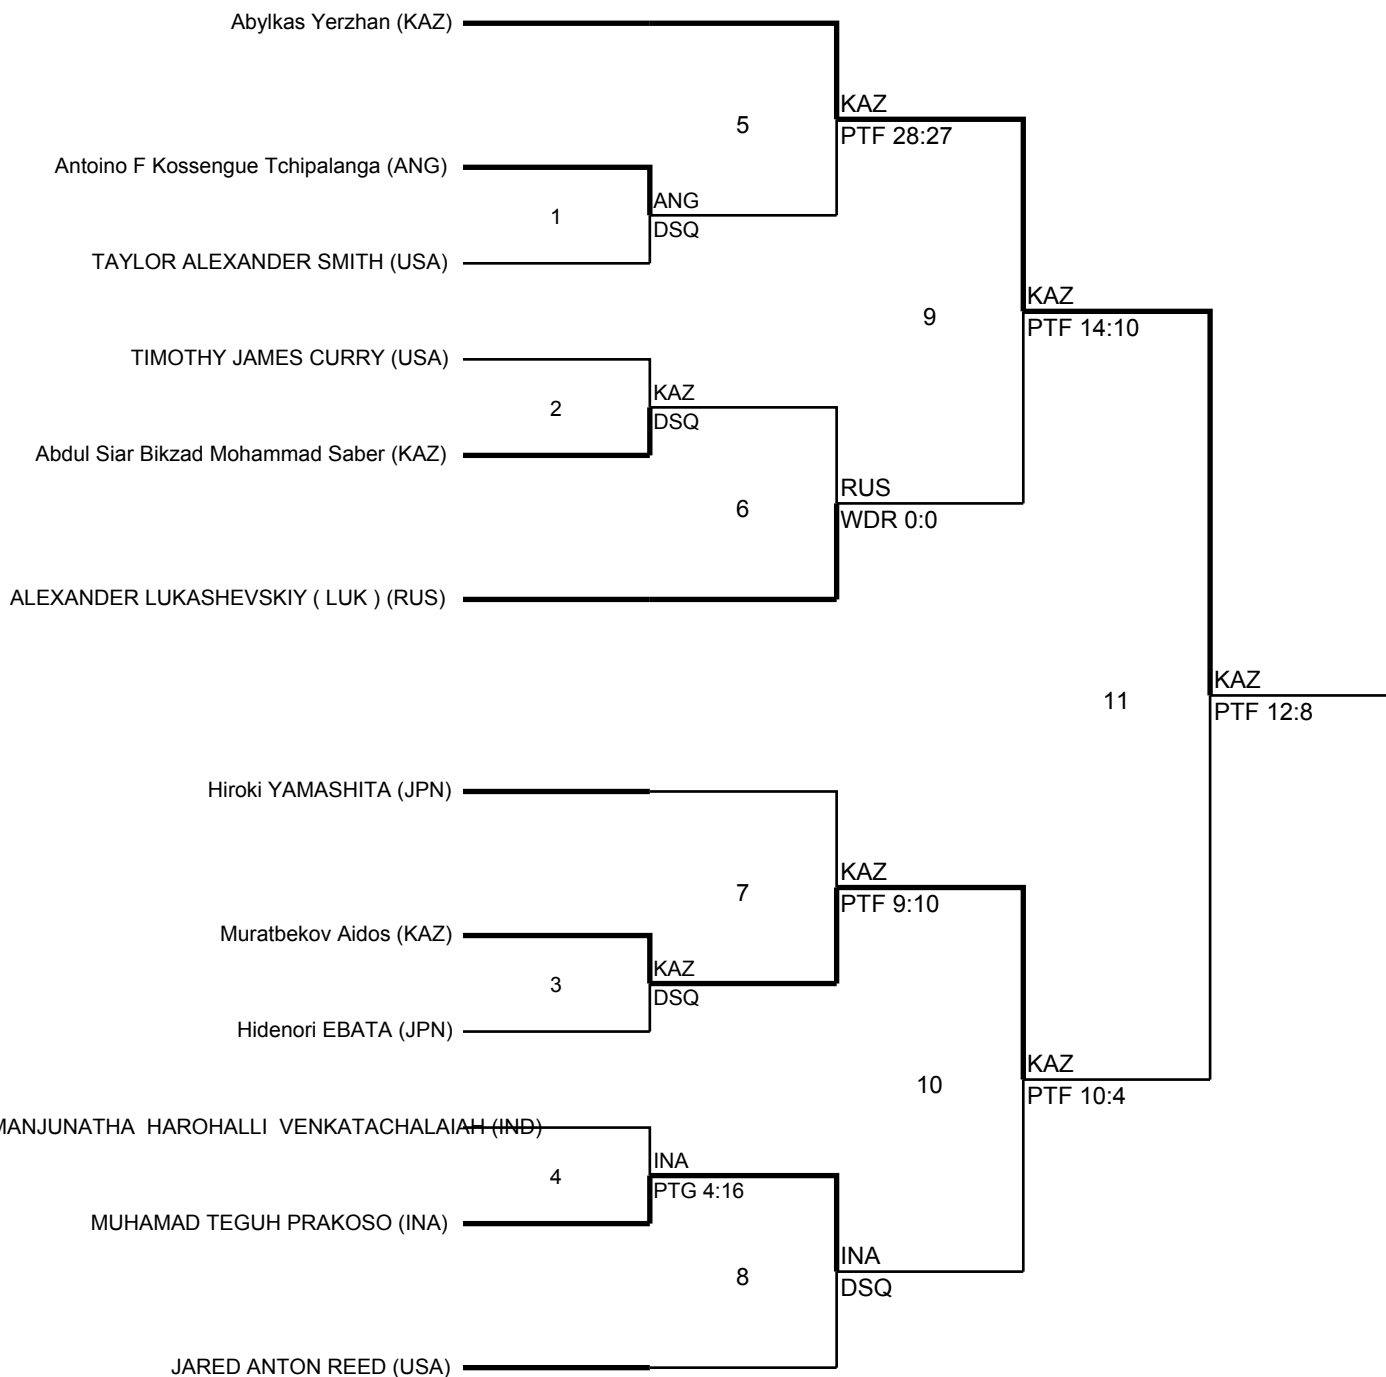 Abylkas Yerzhan (KAZ)
KAZ
5
PTF 28:27
Antoino F Kossengue Tchipalanga (ANG)
ANG
1
DSQ
TAYLOR ALEXANDER SMITH (USA)
KAZ
9
PTF 14:10
TIMOTHY JAMES CURRY (USA)
KAZ
2
DSQ
Abdul Siar Bikzad Mohammad Saber (KAZ)
RUS
6
WDR 0:0
ALEXANDER LUKASHEVSKIY ( LUK ) (RUS)
KAZ
11
PTF 12:8
Hiroki YAMASHITA (JPN)
KAZ
7
PTF 9:10
Muratbekov Aidos (KAZ)
KAZ
3
DSQ
Hidenori EBATA (JPN)
KAZ
10
PTF 10:4
MANJUNATHA HAROHALLI VENKATACHALAIAH (IND)
INA
4
PTG 4:16
MUHAMAD TEGUH PRAKOSO (INA)
INA
8
DSQ
JARED ANTON REED (USA)